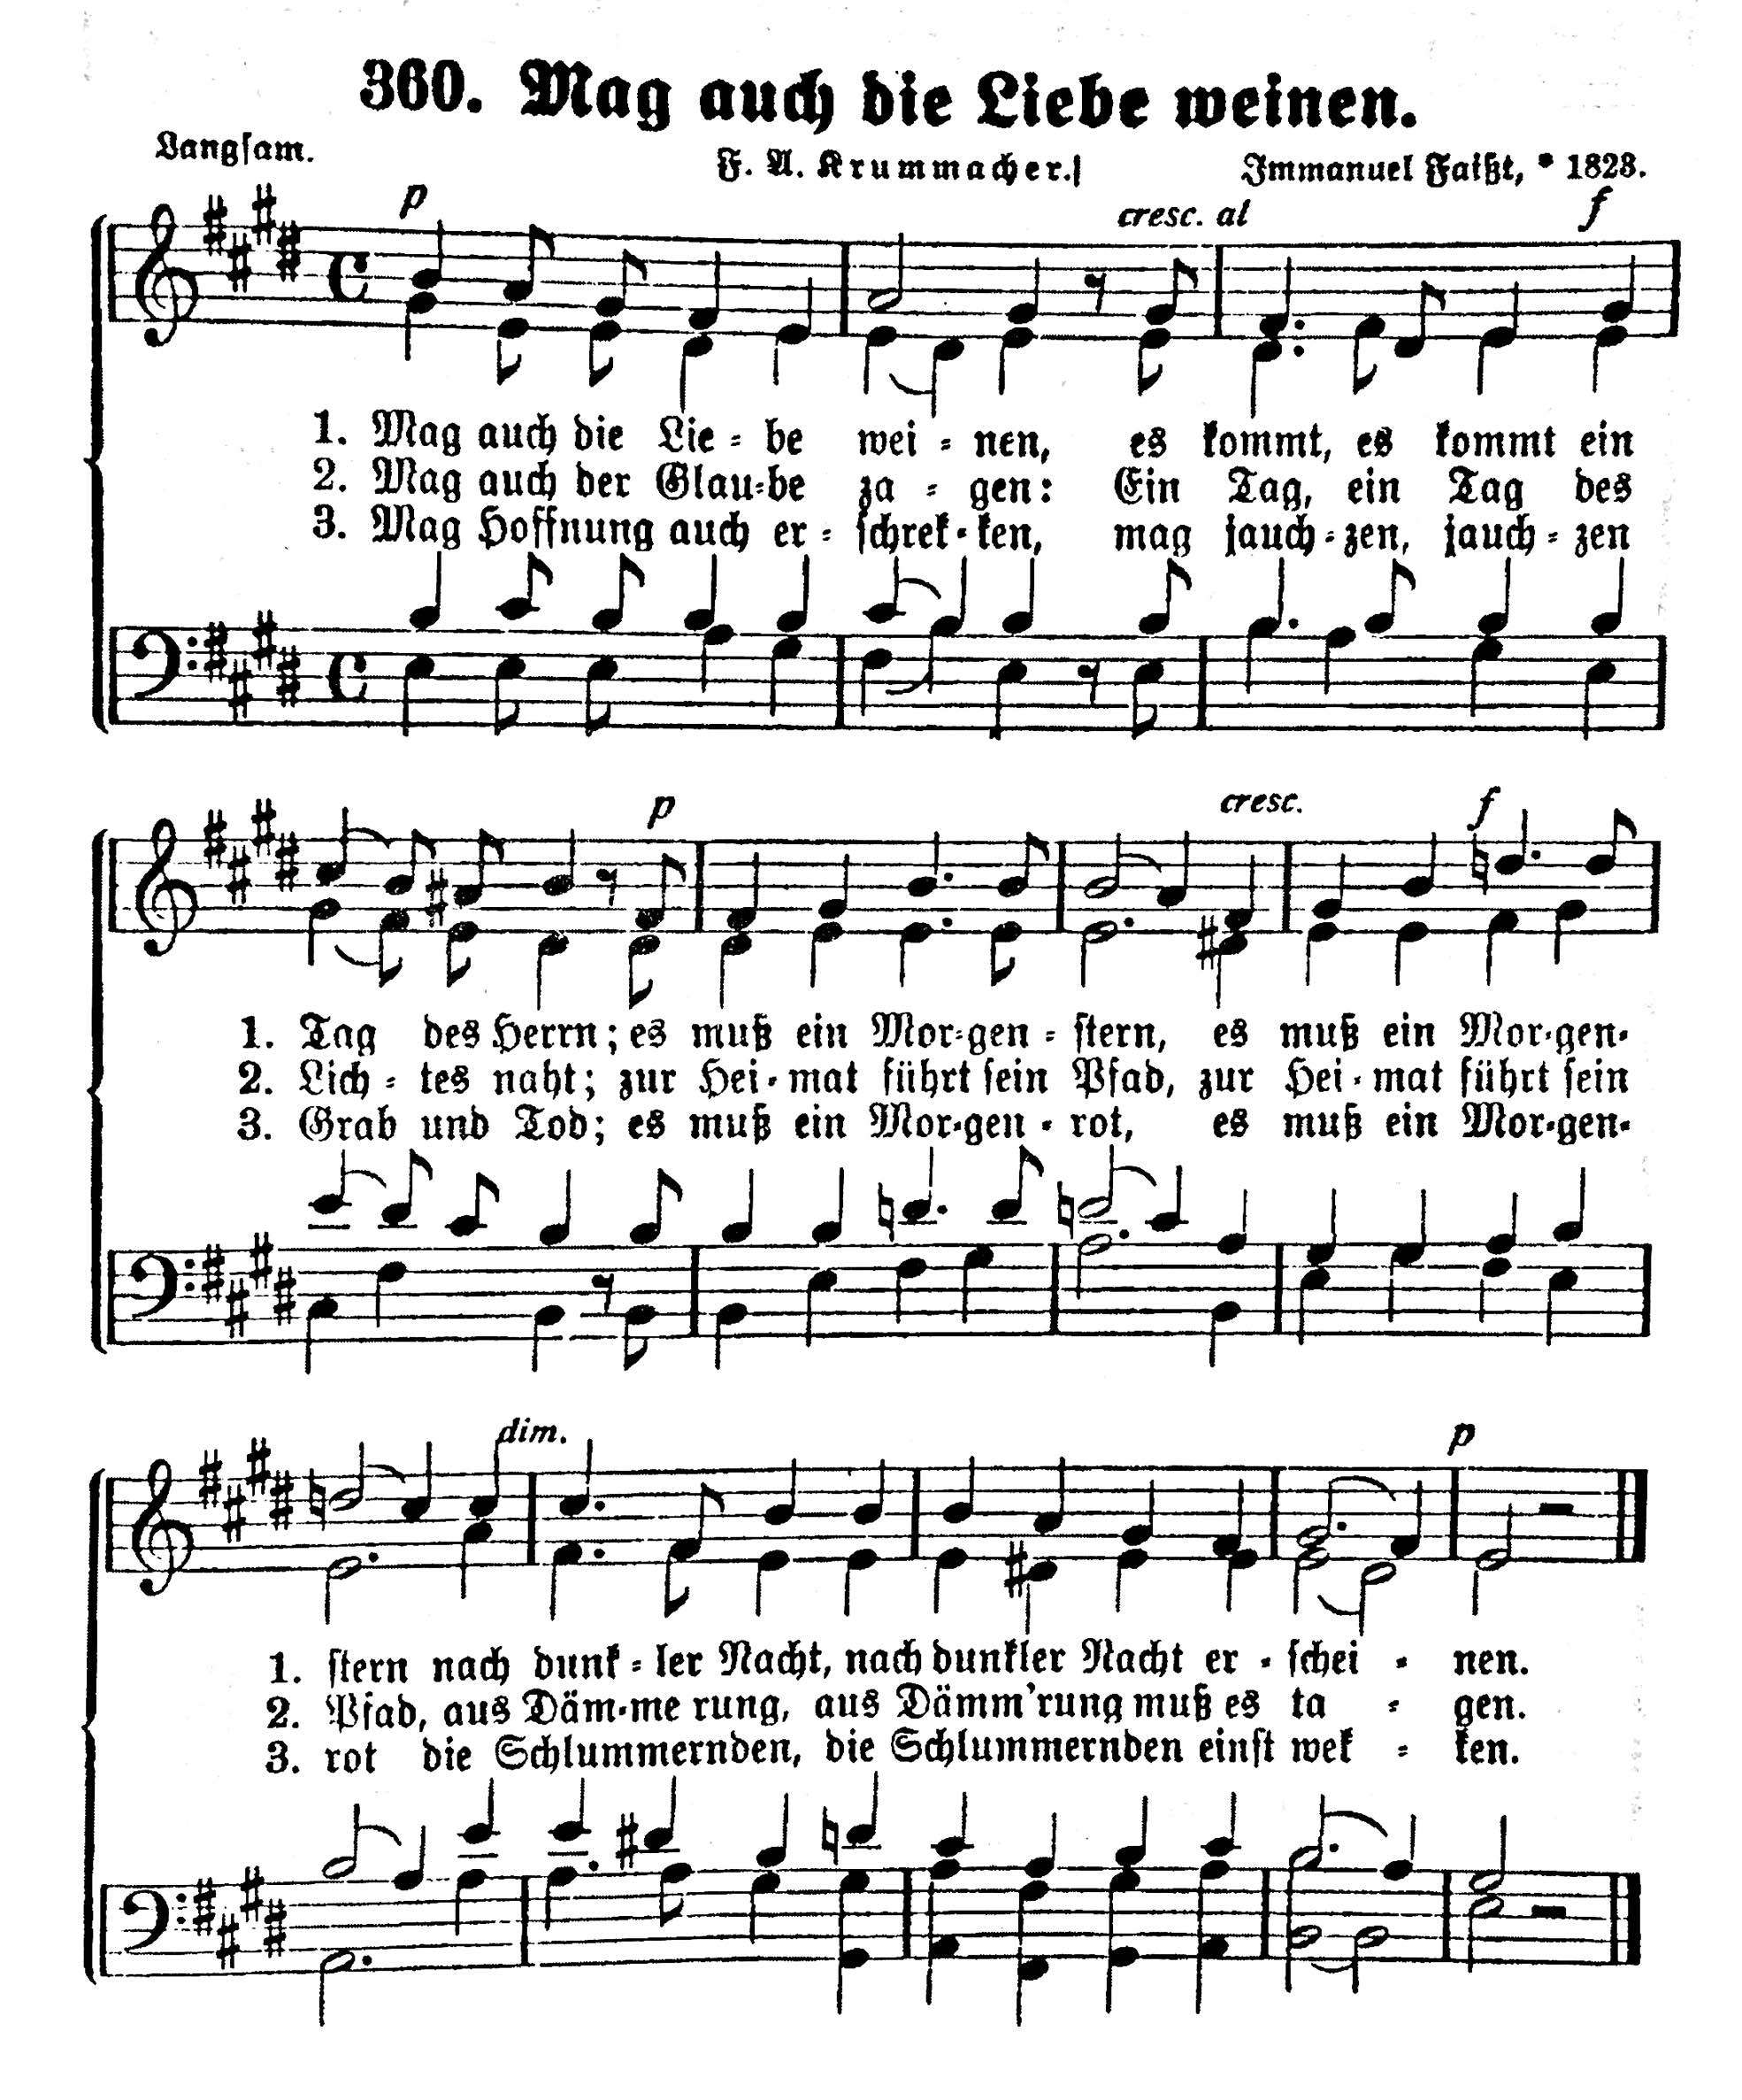 360. Mag auch die Liebe weinen.
Langsam.
F. A. Krummacher.
Immanuel Faißt, * 1823.
p
cresc. al
f
1. Mag auch die Lie - be wei - nen, es kommt, es kommt ein
2. Mag auch der Glau-be za - gen: Ein Tag, ein Tag des
3. Mag Hoffnung auch er - schrek-ken, mag jauch-zen, jauch-zen
p
cresc.
f
1. Tag des Herrn; es muß ein Mor-gen - stern, es muß ein Mor-gen-
2. Lich - tes naht; zur Hei-mat führt sein Pfad, zur Hei-mat führt sein
3. Grab und Tod; es muß ein Mor-gen - rot, es muß ein Mor-gen-
dim.
p
1. stern nach dunk - ler Nacht, nach dunkler Nacht er - schei - nen.
2. Pfad, aus Däm-me rung, aus Dämm'rung muß es ta - gen.
3. rot die Schlummernden, die Schlummernden einst wek - ken.